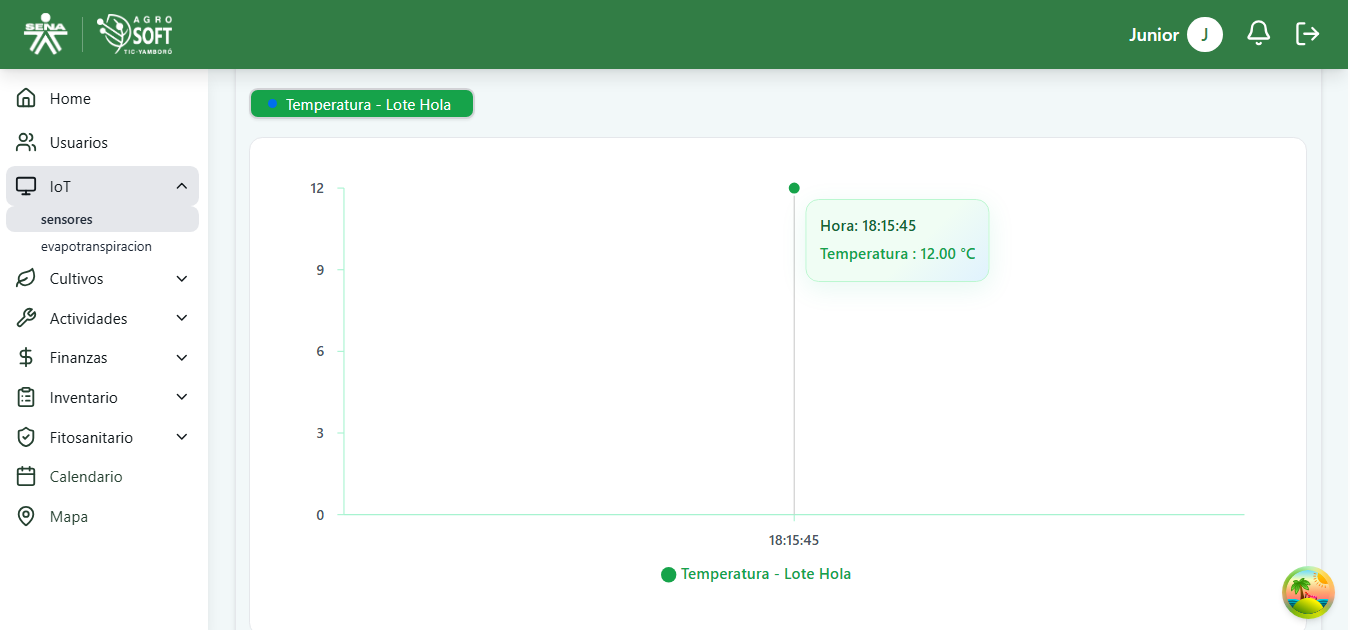 SENA
AGRO
SOFT
TIC-YAMBORÓ
Junior
J
Home
Usuarios
IoT
sensores
evapotranspiracion
Cultivos
Actividades
Finanzas
Inventario
Fitosanitario
Calendario
Mapa
Temperatura - Lote Hola
12
9
6
3
0
Hora: 18:15:45
Temperatura : 12.00 °C
18:15:45
Temperatura - Lote Hola